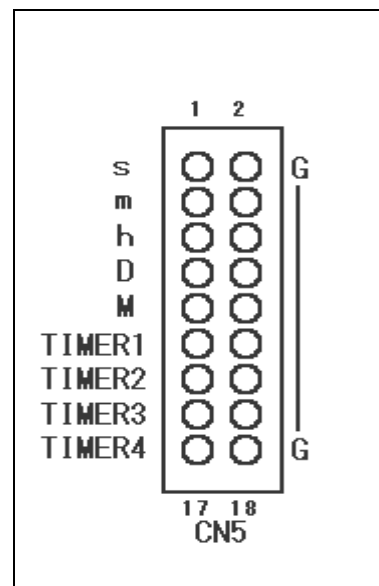 1 2
s G
m
h
D
M
TIMER1
TIMER2
TIMER3
TIMER4 G
17 18
CN5